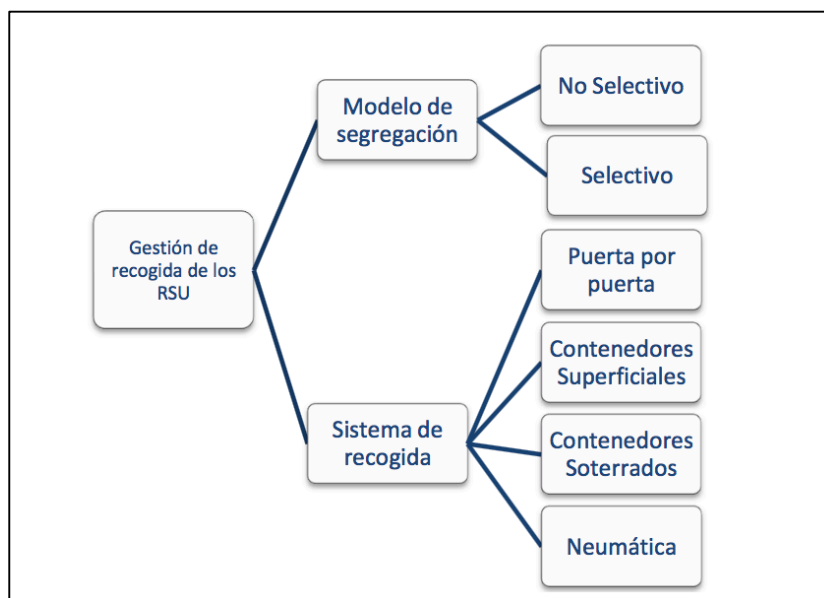 Gestión de
recogida de los
RSU
Modelo de
segregación
No Selectivo
Selectivo
Sistema de
recogida
Puerta por
puerta
Contenedores
Superficiales
Contenedores
Soterrados
Neumática